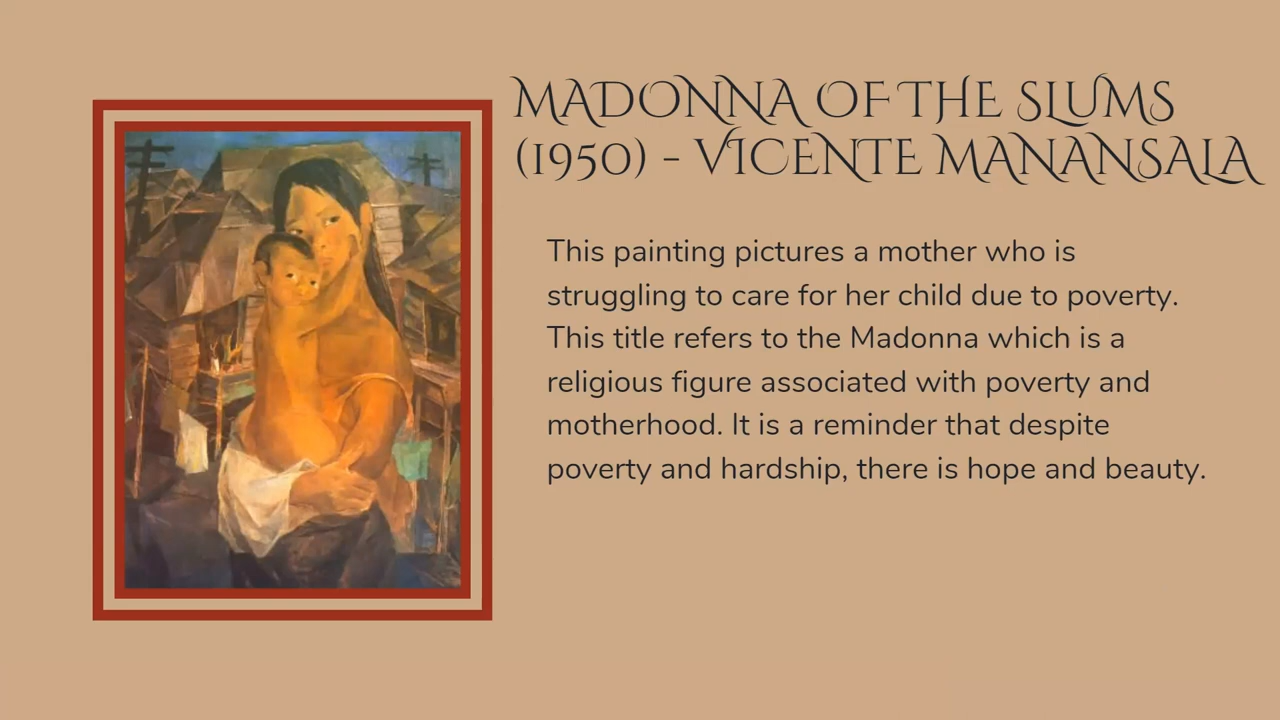 MADONNA OF THE SLUMS
(1950) - VICENTE MANANSALA
This painting pictures a mother who is
struggling to care for her child due to poverty.
This title refers to the Madonna which is a
religious figure associated with poverty and
motherhood. It is a reminder that despite
poverty and hardship, there is hope and beauty.